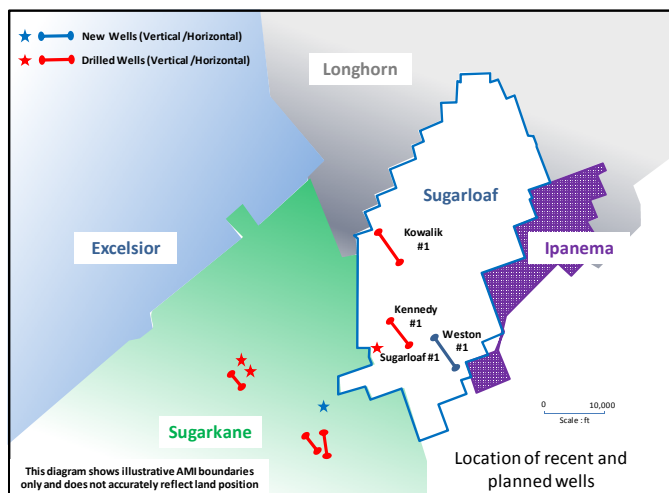 New Wells (Vertical /Horizontal)
Drilled Wells (Vertical /Horizontal)
Longhorn
Sugarloaf
Excelsior
Kowalik
#1
Ipanema
Kennedy
#1
Weston
#1
Sugarloaf #1
0 10,000
Scale : ft
Sugarkane
This diagram shows illustrative AMI boundaries
only and does not accurately reflect land position
Location of recent and
planned wells